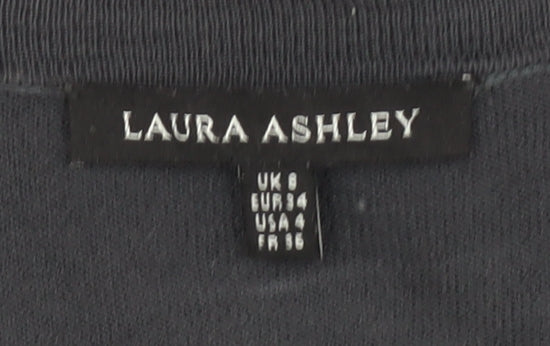 LAURA ASHLEY
UK 8
EUR 34
USA 4
FR 36